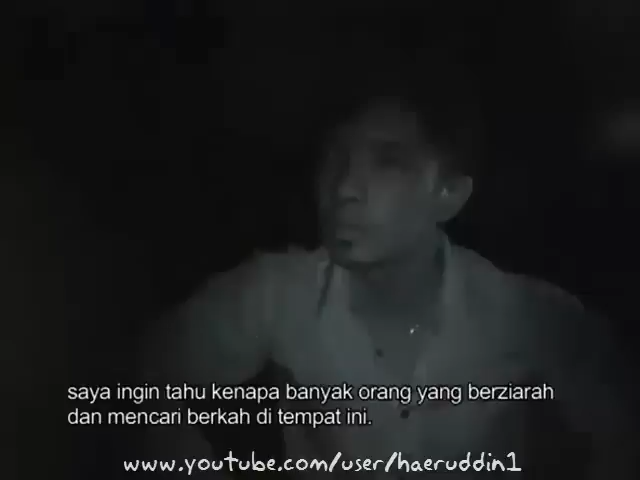 saya ingin tahu kenapa banyak orang yang berziarah
dan mencari berkah di tempat ini.
www.youtube.com/user/haeruddin1